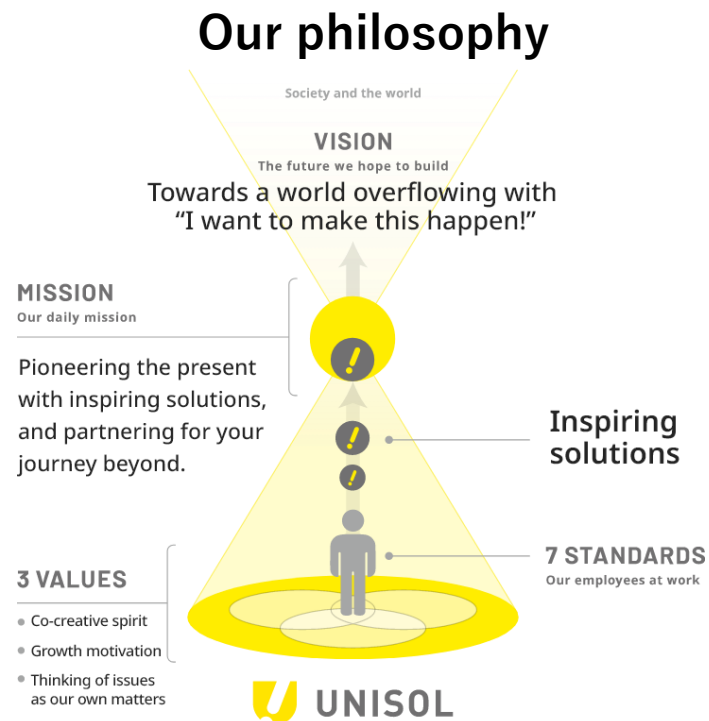 Our philosophy
Society and the world
VISION
The future we hope to build
Towards a world overflowing with
“I want to make this happen!”
MISSION
Our daily mission
Pioneering the present
with inspiring solutions,
and partnering for your
journey beyond.
Inspiring
solutions
7 STANDARDS
Our employees at work
3 VALUES
Co-creative spirit
Growth motivation
Thinking of issues
as our own matters
UNISOL